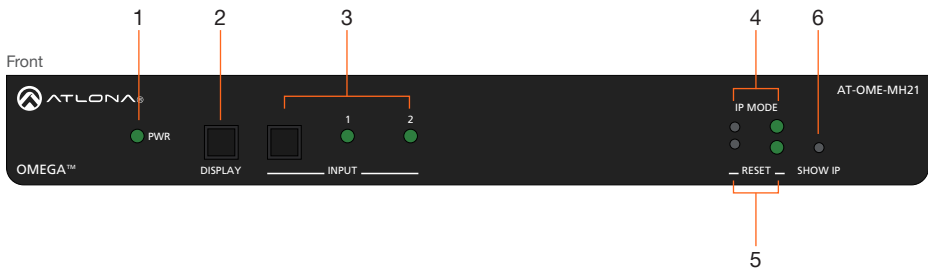 1 2 3 4 6
Front
ATLONA®
AT-OME-MH21
IP MODE
1 2
PWR
OMEGA™
DISPLAY
INPUT
RESET
SHOW IP
5